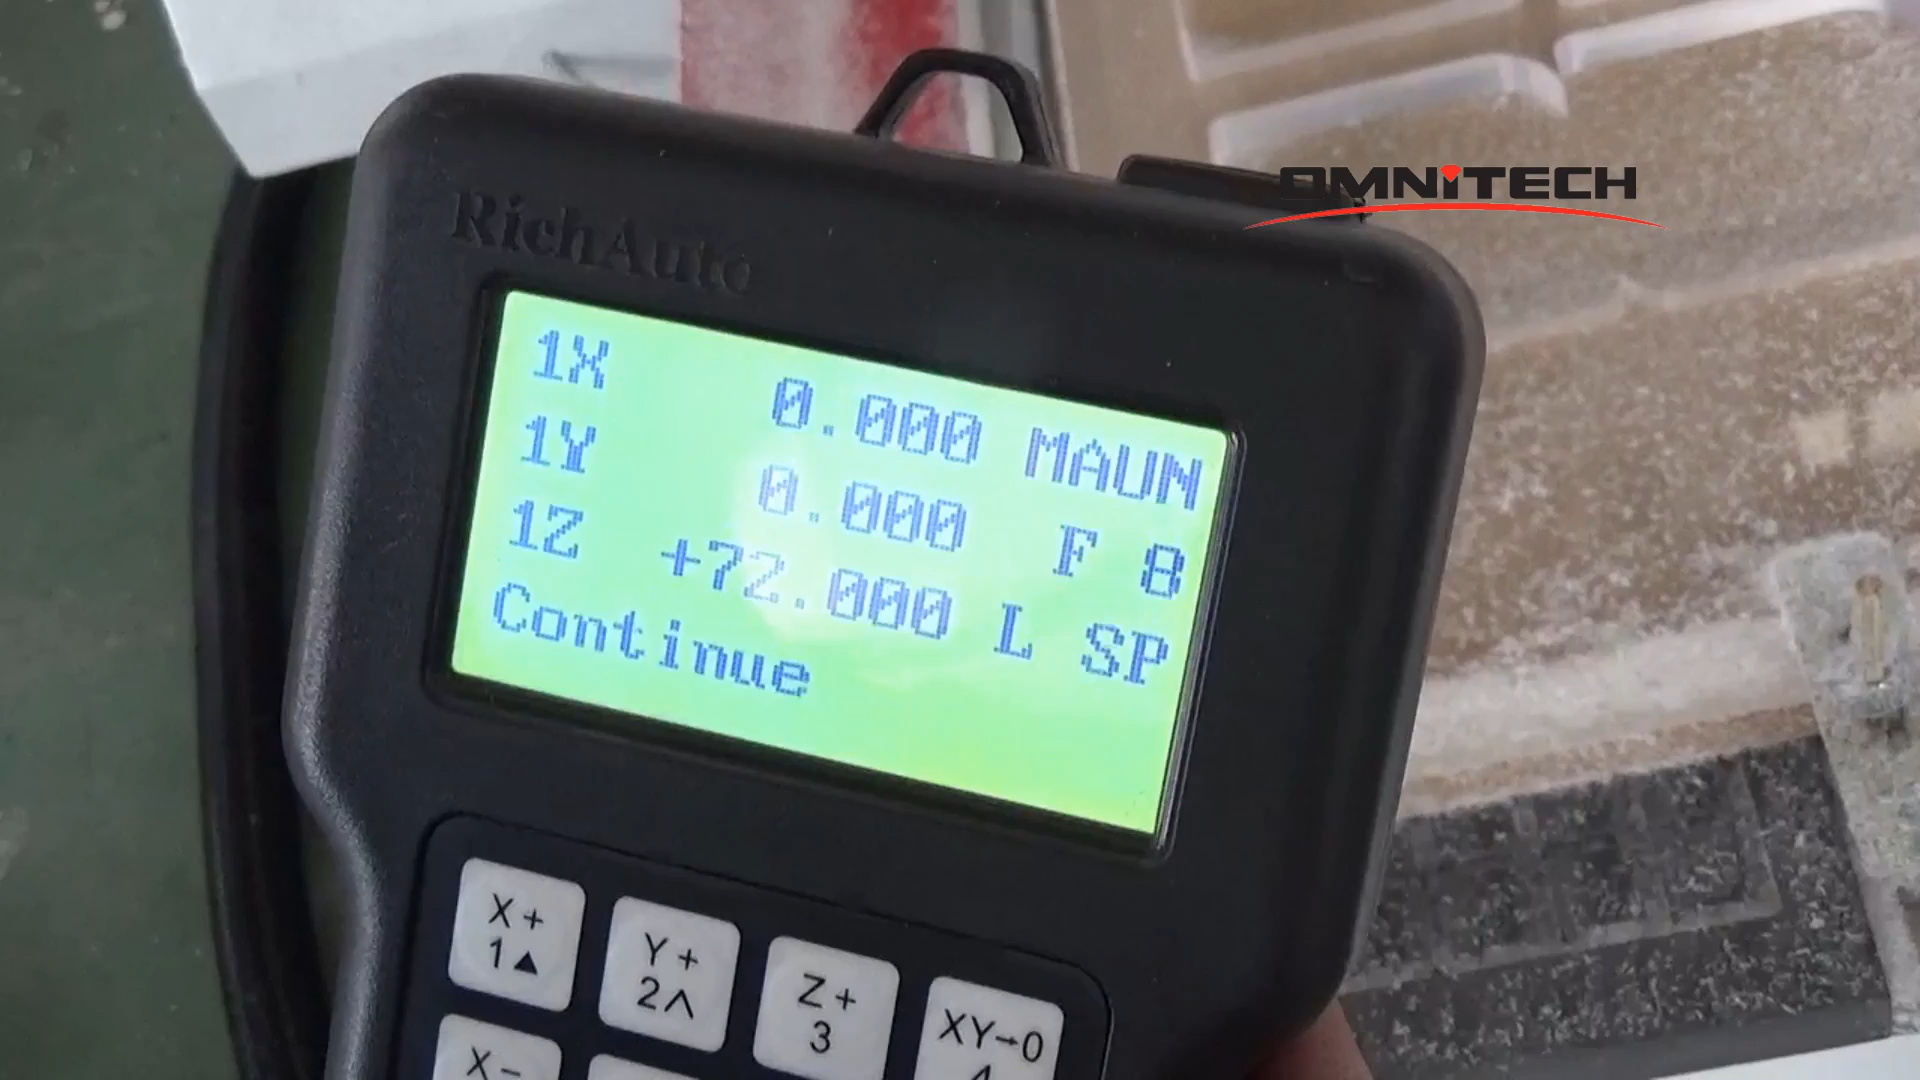 OMNITECH
RichAuto
1X 0.000 MAUN
1Y 0.000 F 8
1Z +72.000 L SP
Continue
X+
1▲
Y+
2∧
Z+
3
XY→0
4
X−